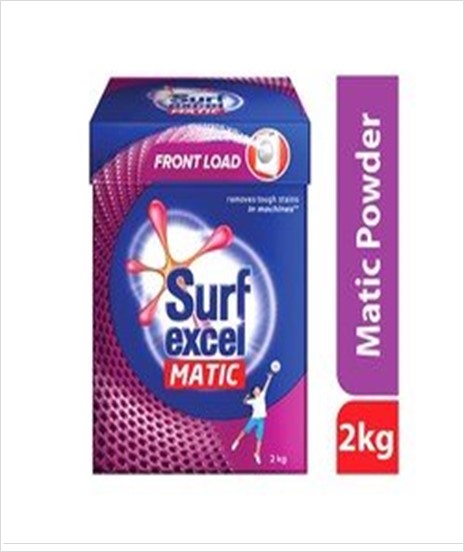 Surf
excel
MATIC
FRONT LOAD
removes tough stains
in machines
Surf
excel
MATIC
2 kg
Matic Powder
2kg